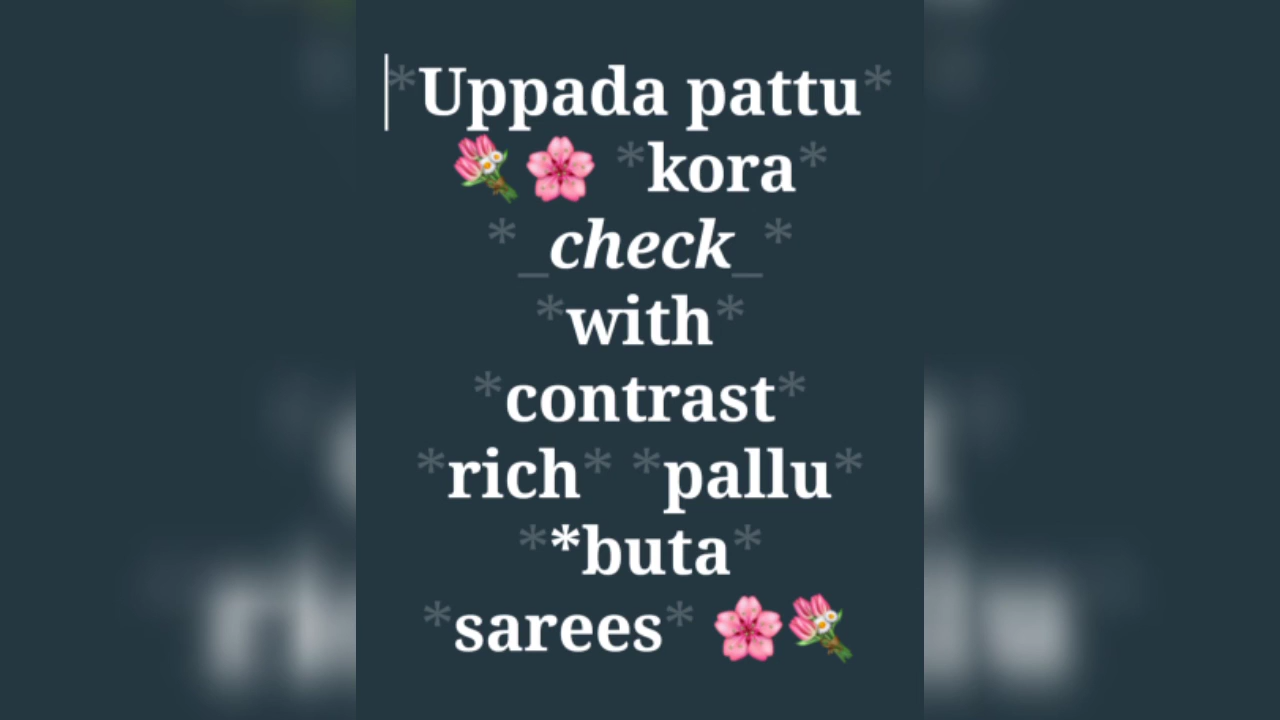 *Uppada pattu*
💐🌸 *kora*
*_check_*
*with*
*contrast*
*rich* *pallu*
**buta*
*sarees* 🌸💐